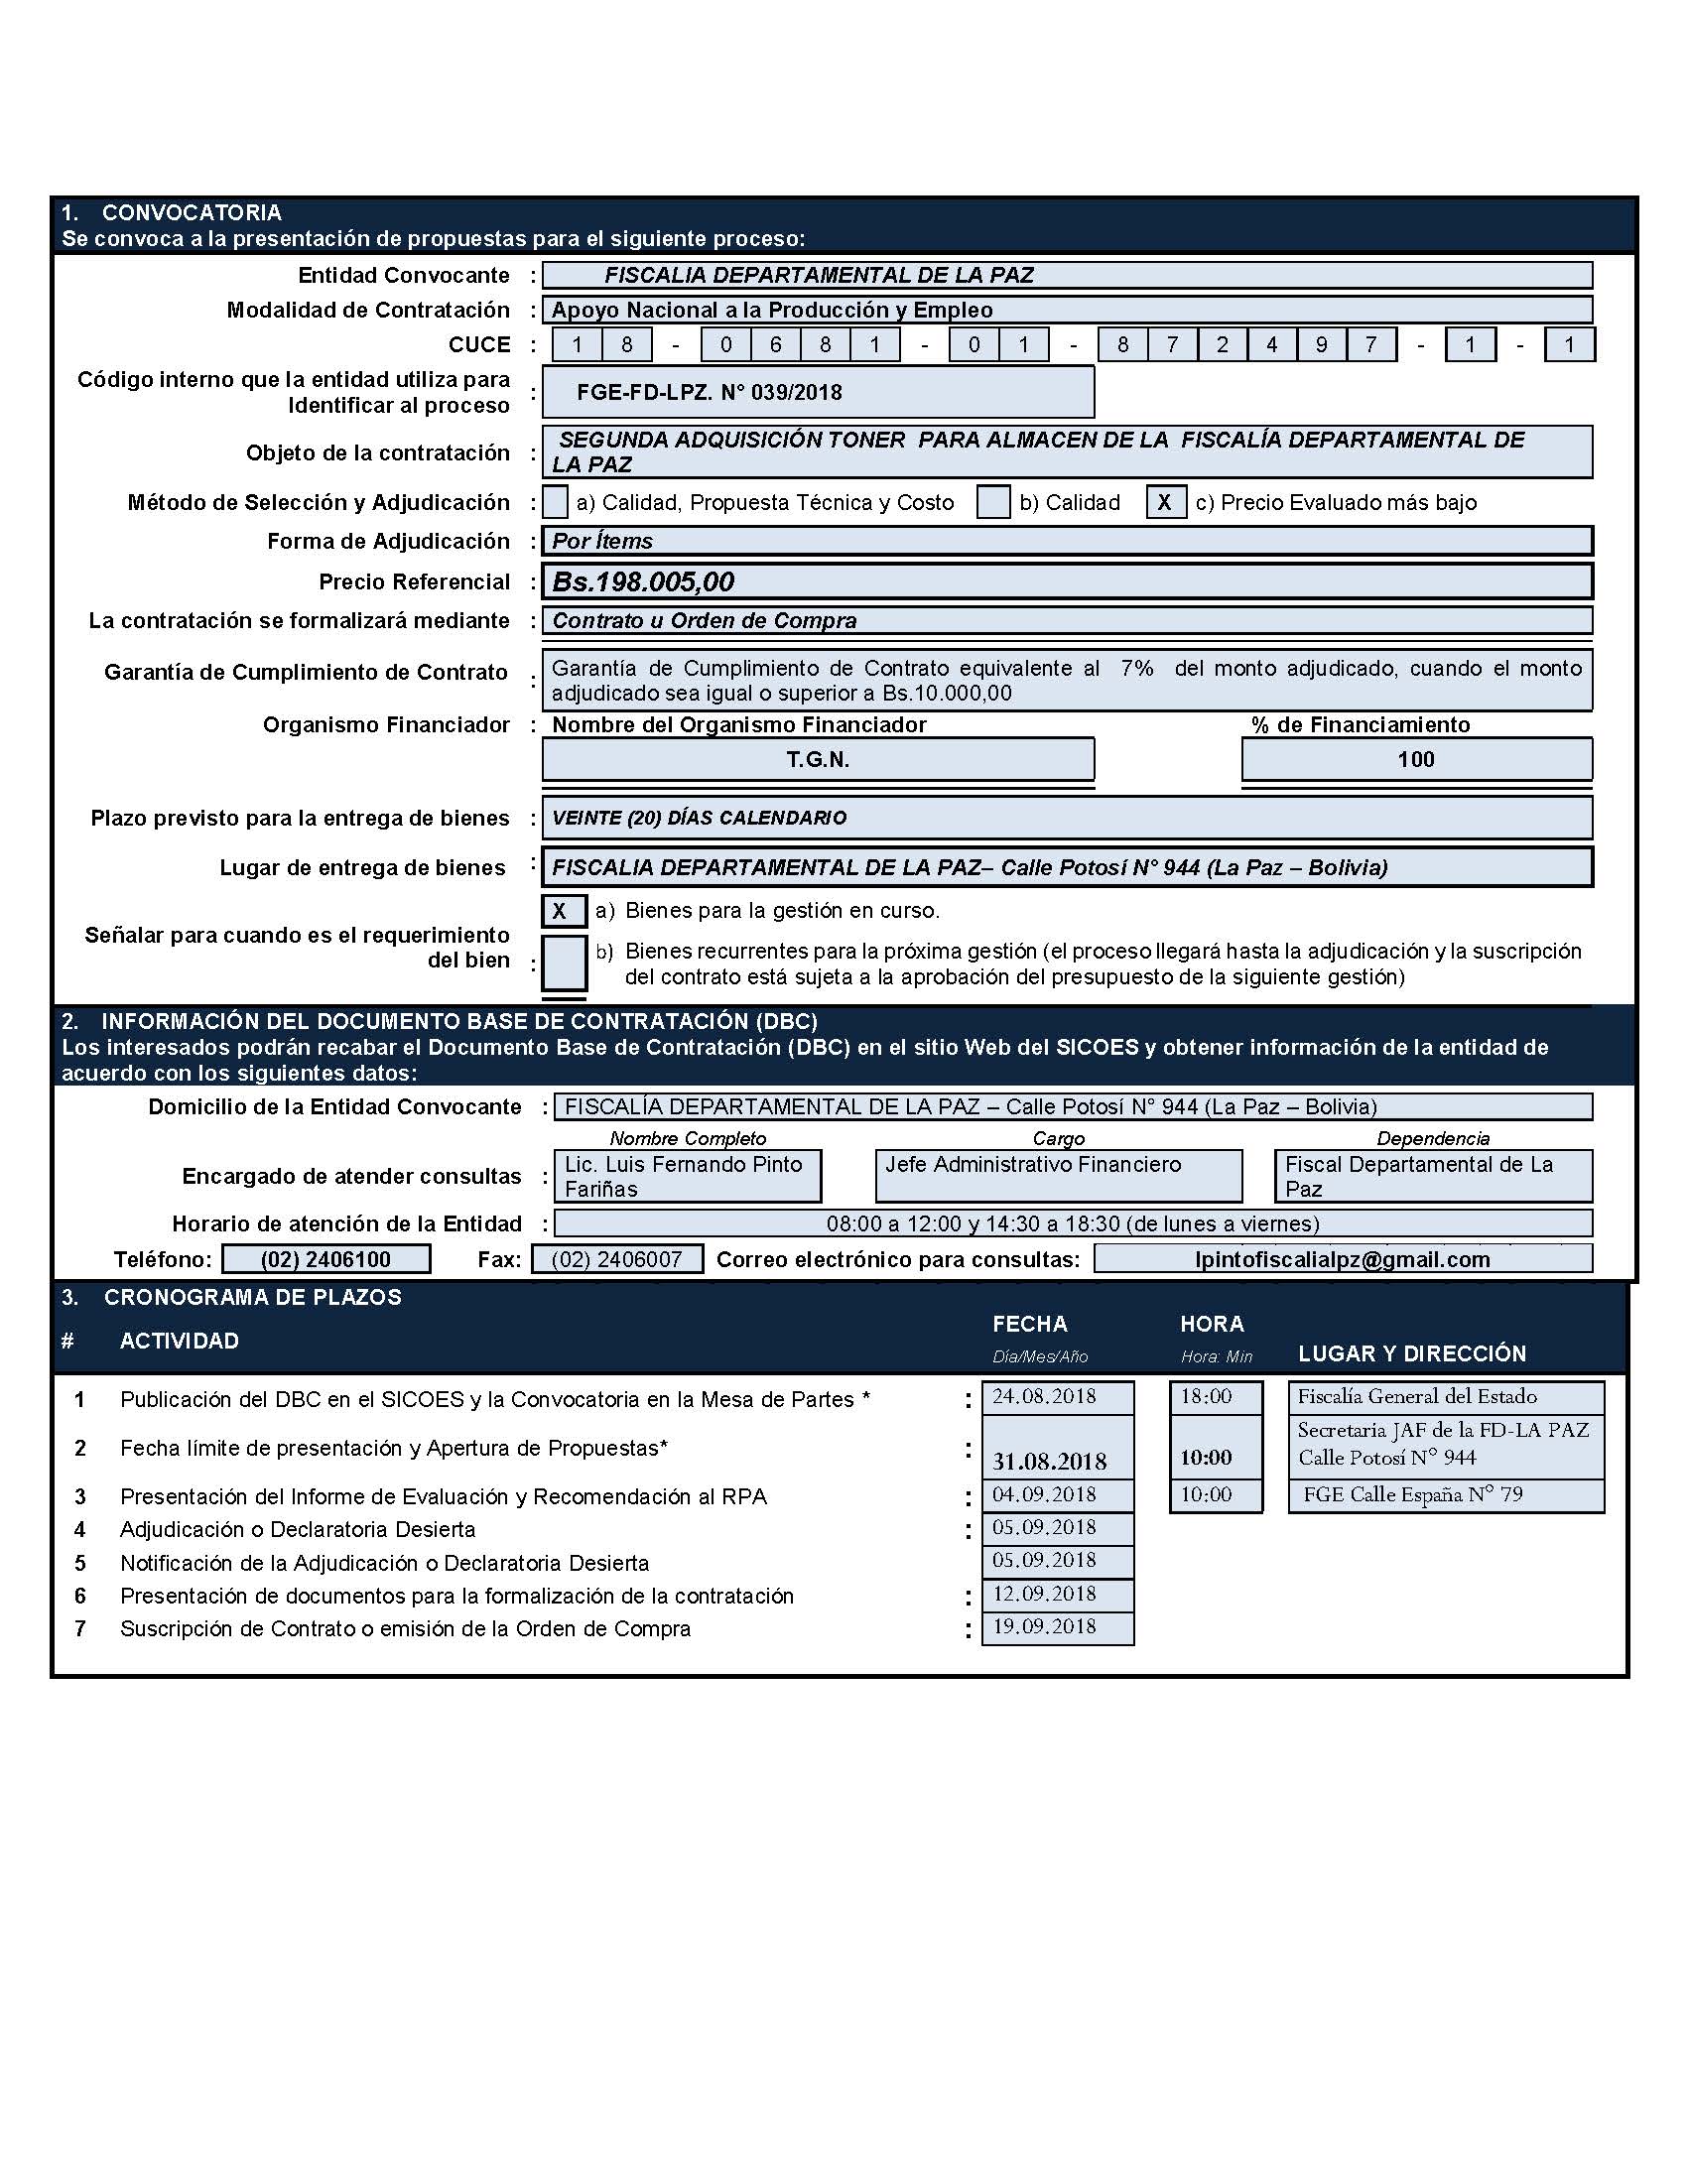 1. CONVOCATORIA
Se convoca a la presentación de propuestas para el siguiente proceso:
Entidad Convocante : FISCALIA DEPARTAMENTAL DE LA PAZ
Modalidad de Contratación : Apoyo Nacional a la Producción y Empleo
CUCE : 1 8 - 0 6 8 1 - 0 1 - 8 7 2 4 9 7 - 1 - 1
Código interno que la entidad utiliza para
Identificar al proceso : FGE-FD-LPZ. N° 039/2018
Objeto de la contratación : SEGUNDA ADQUISICIÓN TONER PARA ALMACEN DE LA FISCALÍA DEPARTAMENTAL DE
LA PAZ
Método de Selección y Adjudicación : a) Calidad, Propuesta Técnica y Costo b) Calidad X c) Precio Evaluado más bajo
Forma de Adjudicación : Por Ítems
Precio Referencial : Bs.198.005,00
La contratación se formalizará mediante : Contrato u Orden de Compra
Garantía de Cumplimiento de Contrato : Garantía de Cumplimiento de Contrato equivalente al 7% del monto adjudicado, cuando el monto
adjudicado sea igual o superior a Bs.10.000,00
Organismo Financiador : Nombre del Organismo Financiador % de Financiamiento
T.G.N. 100
Plazo previsto para la entrega de bienes : VEINTE (20) DÍAS CALENDARIO
Lugar de entrega de bienes : FISCALIA DEPARTAMENTAL DE LA PAZ– Calle Potosí N° 944 (La Paz – Bolivia)
Señalar para cuando es el requerimiento
del bien : X a) Bienes para la gestión en curso.
b) Bienes recurrentes para la próxima gestión (el proceso llegará hasta la adjudicación y la suscripción
del contrato está sujeta a la aprobación del presupuesto de la siguiente gestión)
2. INFORMACIÓN DEL DOCUMENTO BASE DE CONTRATACIÓN (DBC)
Los interesados podrán recabar el Documento Base de Contratación (DBC) en el sitio Web del SICOES y obtener información de la entidad de
acuerdo con los siguientes datos:
Domicilio de la Entidad Convocante : FISCALÍA DEPARTAMENTAL DE LA PAZ – Calle Potosí N° 944 (La Paz – Bolivia)
Nombre Completo Cargo Dependencia
Encargado de atender consultas : Lic. Luis Fernando Pinto Jefe Administrativo Financiero Fiscal Departamental de La
Fariñas Paz
Horario de atención de la Entidad : 08:00 a 12:00 y 14:30 a 18:30 (de lunes a viernes)
Teléfono: (02) 2406100 Fax: (02) 2406007 Correo electrónico para consultas: lpintofiscalialpz@gmail.com
3. CRONOGRAMA DE PLAZOS
# ACTIVIDAD FECHA HORA LUGAR Y DIRECCIÓN
Día/Mes/Año Hora: Min
1 Publicación del DBC en el SICOES y la Convocatoria en la Mesa de Partes * : 24.08.2018 18:00 Fiscalía General del Estado
2 Fecha límite de presentación y Apertura de Propuestas* : 31.08.2018 10:00 Secretaria JAF de la FD-LA PAZ
Calle Potosí N° 944
3 Presentación del Informe de Evaluación y Recomendación al RPA : 04.09.2018 10:00 FGE Calle España N° 79
4 Adjudicación o Declaratoria Desierta : 05.09.2018
5 Notificación de la Adjudicación o Declaratoria Desierta 05.09.2018
6 Presentación de documentos para la formalización de la contratación : 12.09.2018
7 Suscripción de Contrato o emisión de la Orden de Compra : 19.09.2018